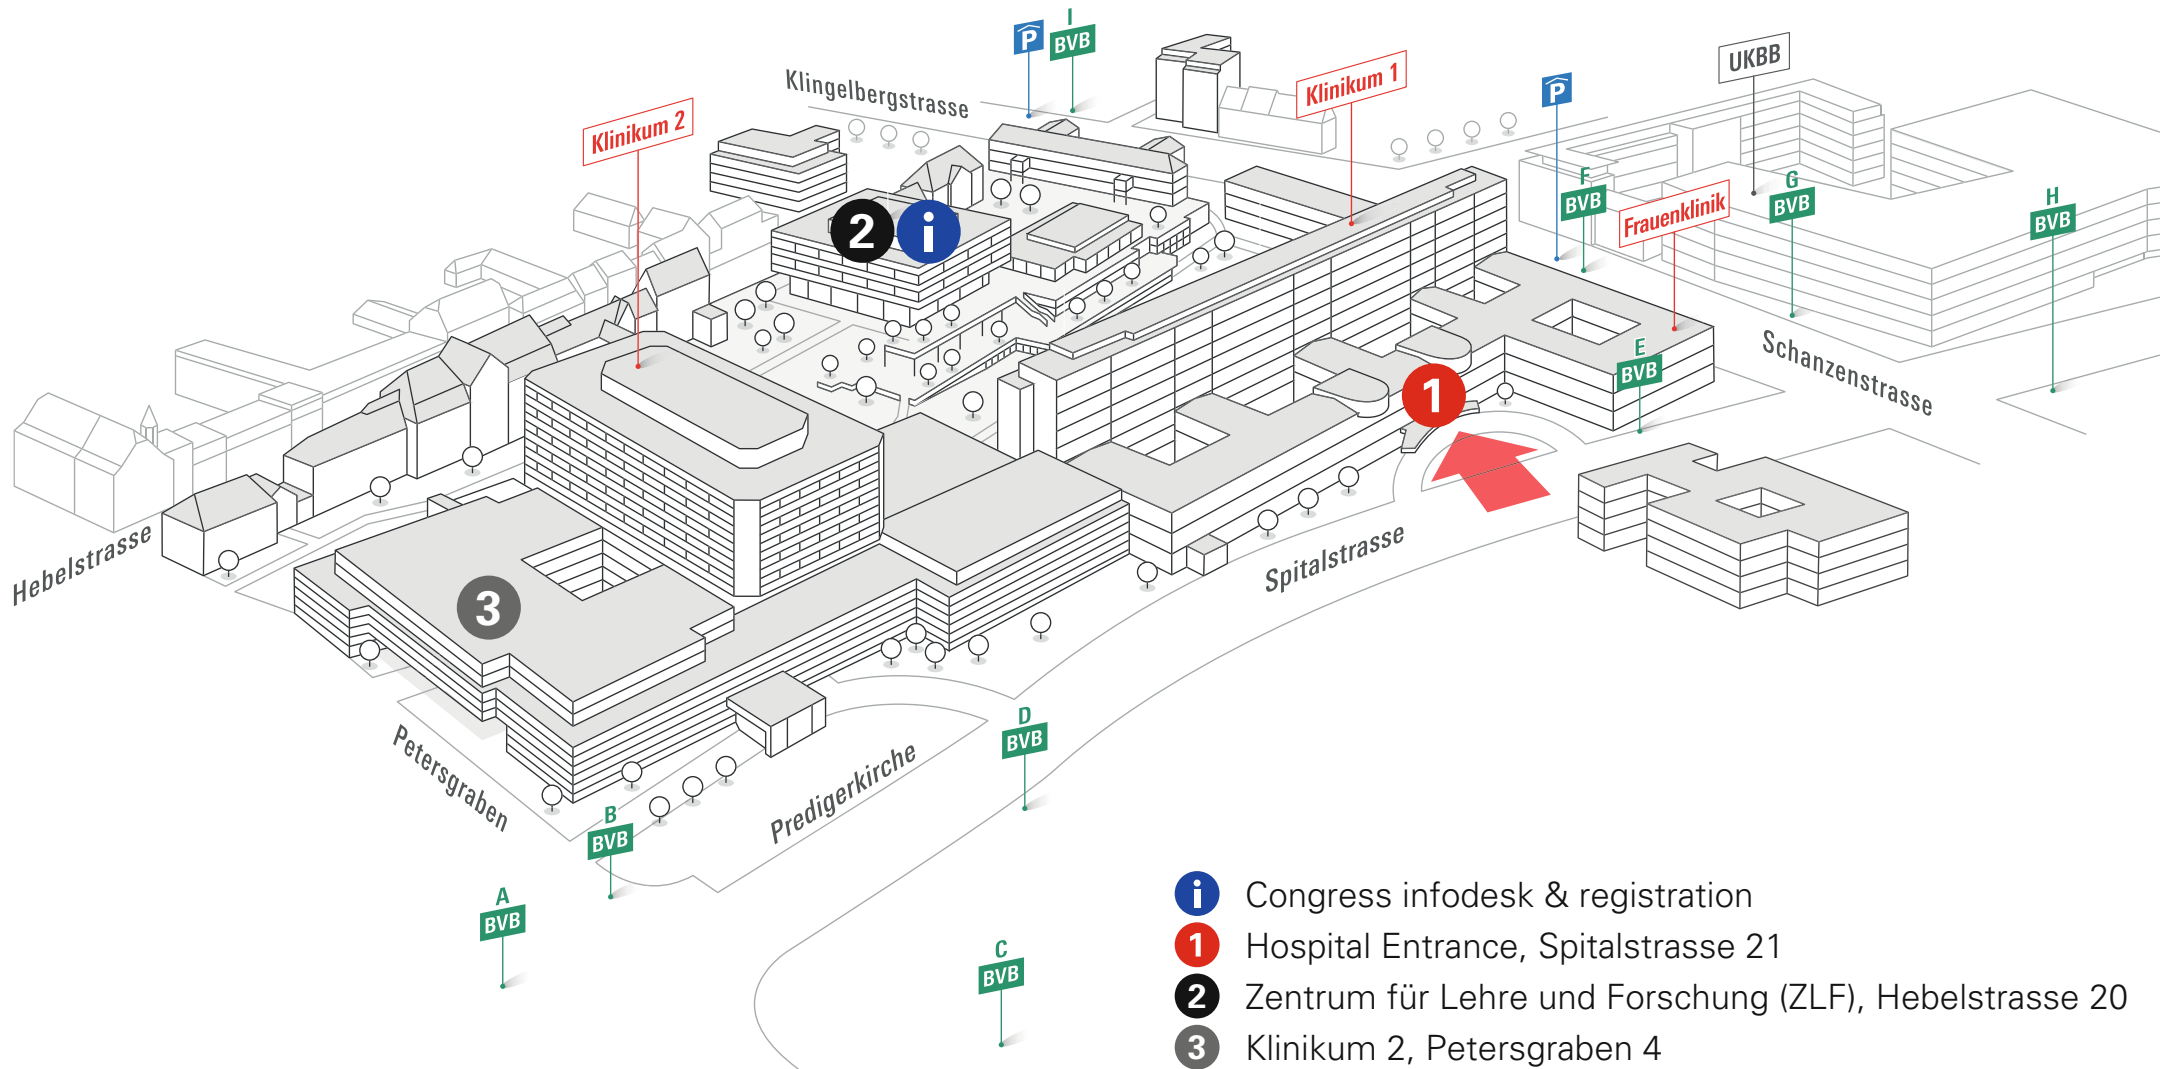 I
P
BVB
Klingelbergstrasse
Klinikum 1
UKBB
P
Klinikum 2
F
BVB
G
BVB
H
BVB
Frauenklinik
2
i
E
BVB
Schanzenstrasse
1
Hebelstrasse
Spitalstrasse
3
Petersgraben
Predigerkirche
D
BVB
B
BVB
A
BVB
C
BVB
i Congress infodesk & registration
1 Hospital Entrance, Spitalstrasse 21
2 Zentrum für Lehre und Forschung (ZLF), Hebelstrasse 20
3 Klinikum 2, Petersgraben 4